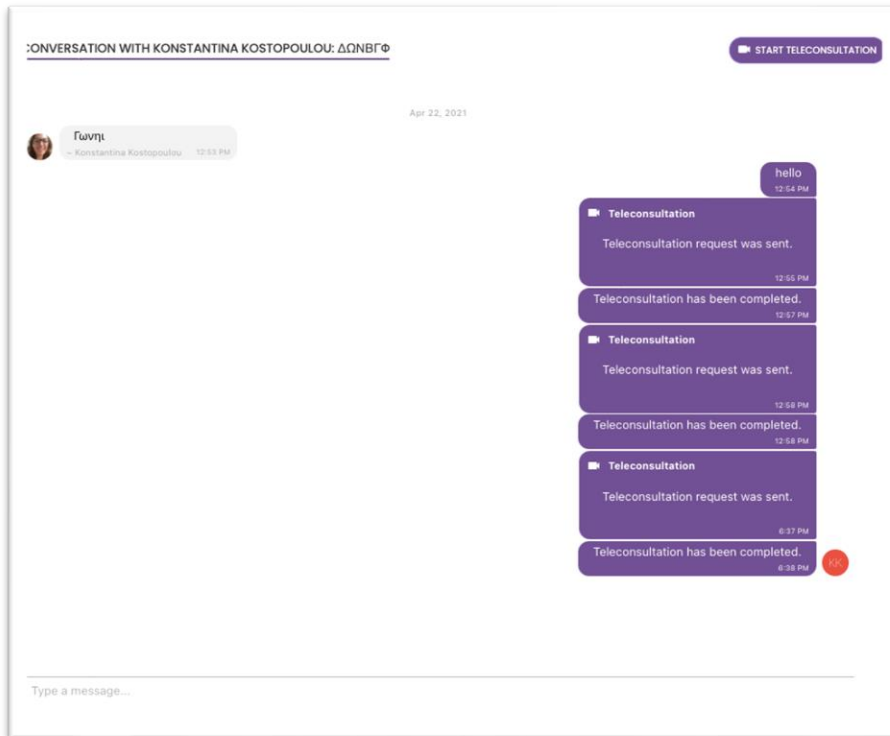 :ONVERSATION WITH KONSTANTINA KOSTOPOULOU: ΔΩΝΒΓΦ
START TELECONSULTATION
Apr 22, 2021
Γωνηι
~ Konstantina Kostopoulou 12:53 PM
hello
12:54 PM
Teleconsultation
Teleconsultation request was sent.
12:55 PM
Teleconsultation has been completed.
12:57 PM
Teleconsultation
Teleconsultation request was sent.
12:58 PM
Teleconsultation has been completed.
12:58 PM
Teleconsultation
Teleconsultation request was sent.
6:37 PM
Teleconsultation has been completed.
6:38 PM
KK
Type a message...